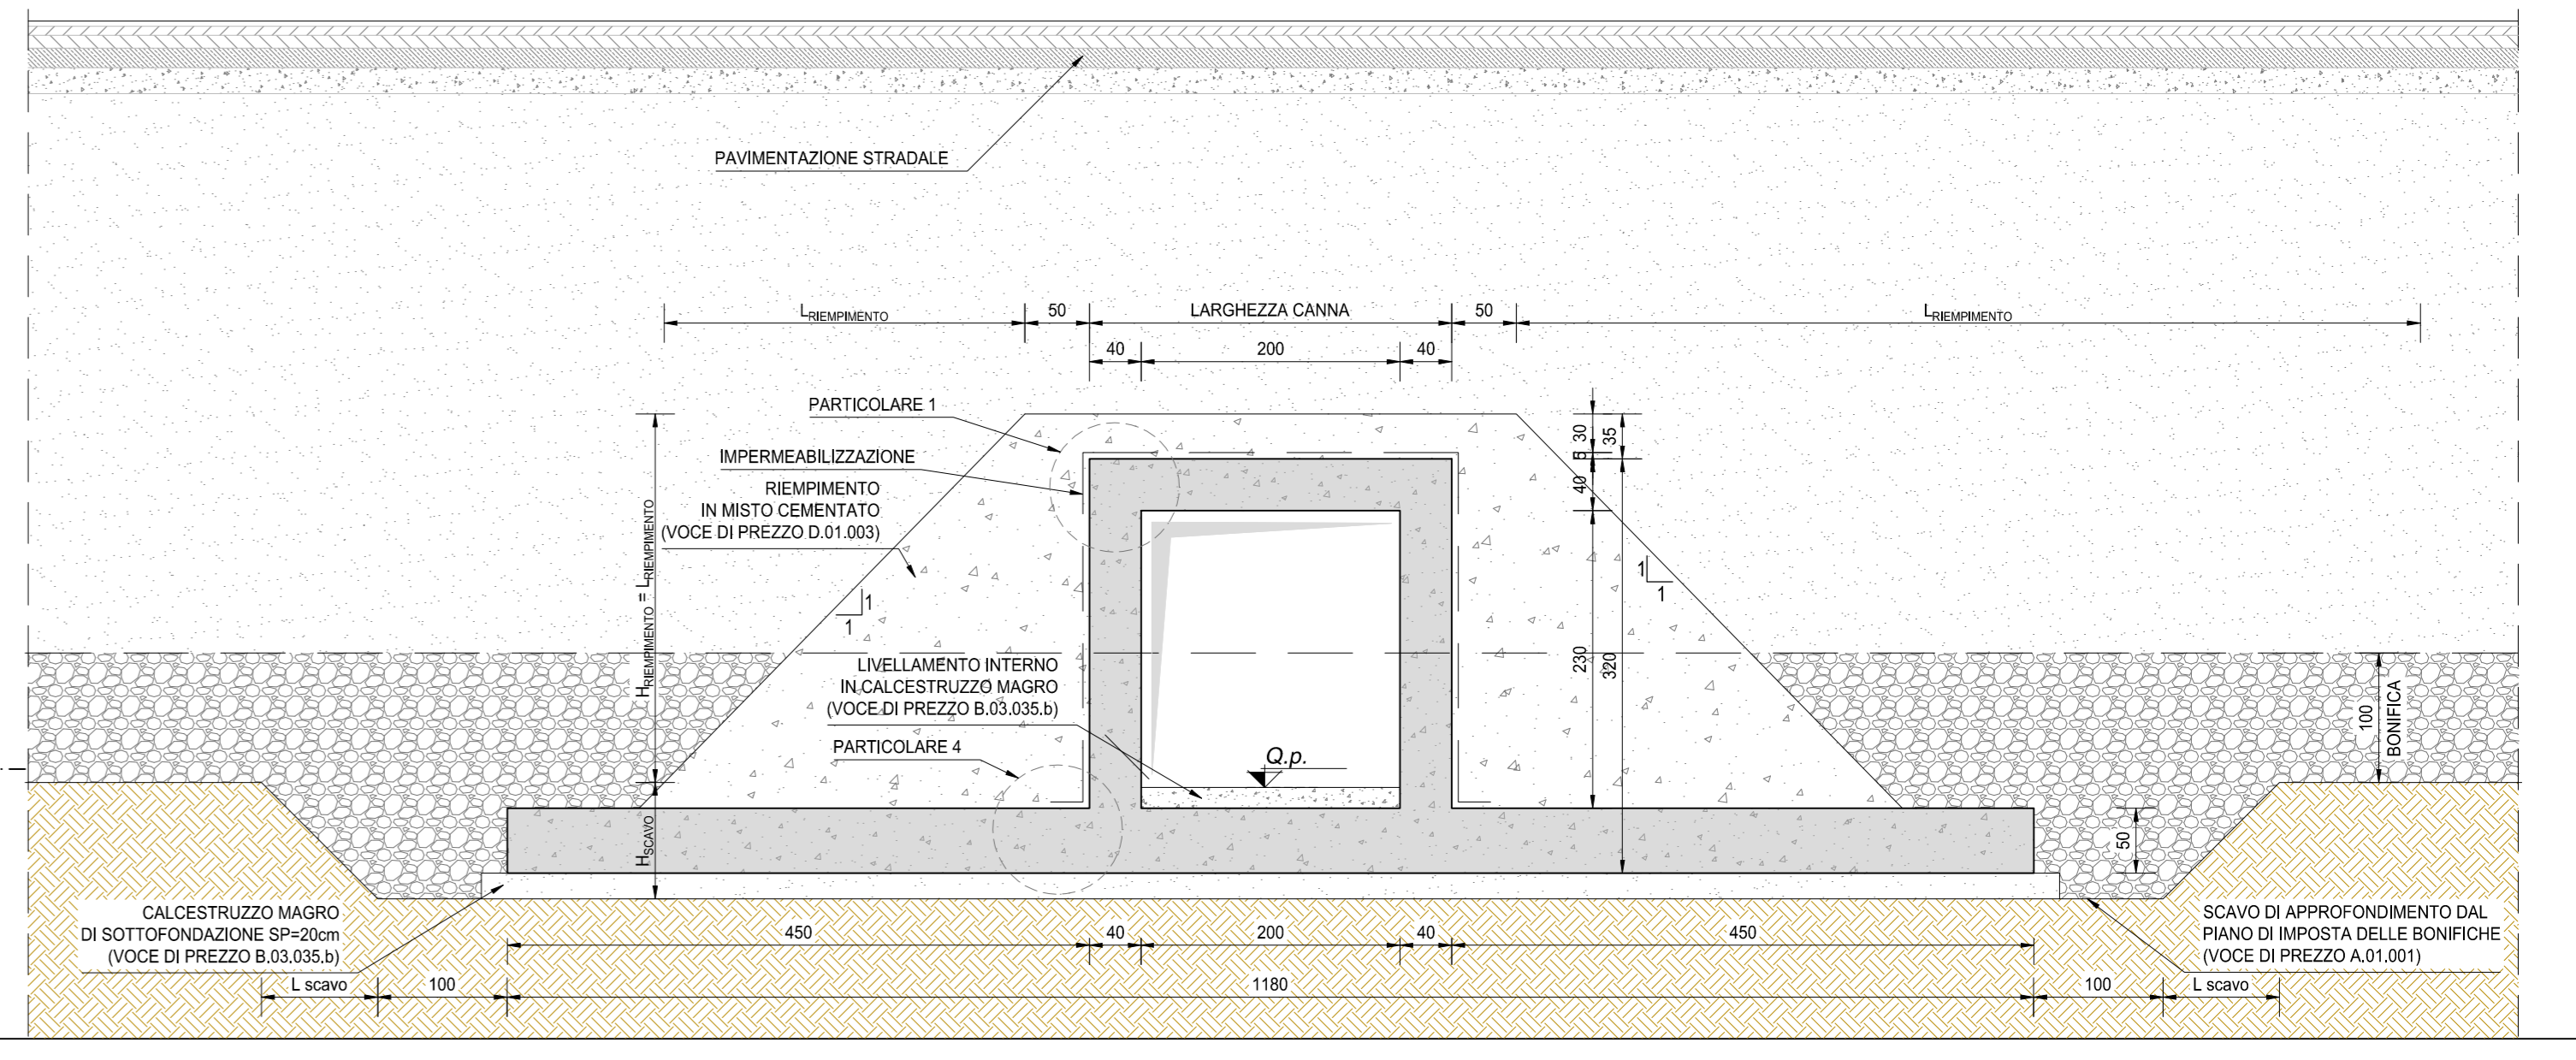 PAVIMENTAZIONE STRADALE
LRIEMPIMENTO
50
LARGHEZZA CANNA
50
LRIEMPIMENTO
40
200
40
PARTICOLARE 1
30
35
IMPERMEABILIZZAZIONE
5
RIEMPIMENTO
IN MISTO CEMENTATO
(VOCE DI PREZZO D.01.003)
40
HRIEMPIMENTO = LRIEMPIMENTO
1
1
1
1
LIVELLAMENTO INTERNO
IN CALCESTRUZZO MAGRO
(VOCE DI PREZZO B.03.035.b)
230
320
100
BONIFICA
PARTICOLARE 4
Q.p.
HSCAVO
50
CALCESTRUZZO MAGRO
DI SOTTOFONDAZIONE SP=20cm
(VOCE DI PREZZO B.03.035.b)
SCAVO DI APPROFONDIMENTO DAL
PIANO DI IMPOSTA DELLE BONIFICHE
(VOCE DI PREZZO A.01.001)
450
40
200
40
450
L scavo
100
1180
100
L scavo